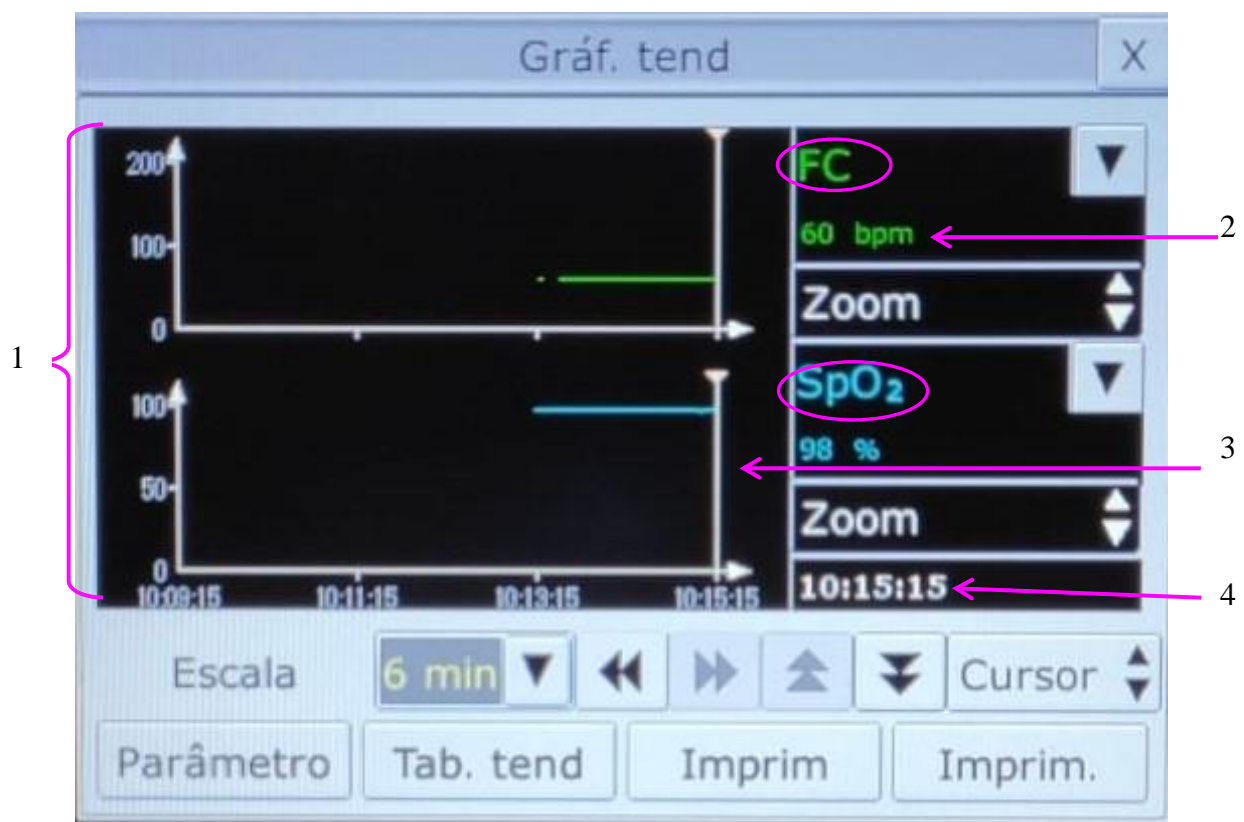 Gráf. tend X
200
100
0
FC
60 bpm
Zoom
100
50
0
10:09:15 10:11:15 10:13:15 10:15:15
SpO₂
98 %
Zoom
10:15:15
Escala 6 min Cursor
Parâmetro Tab. tend Imprim Imprim.
1
2
3
4